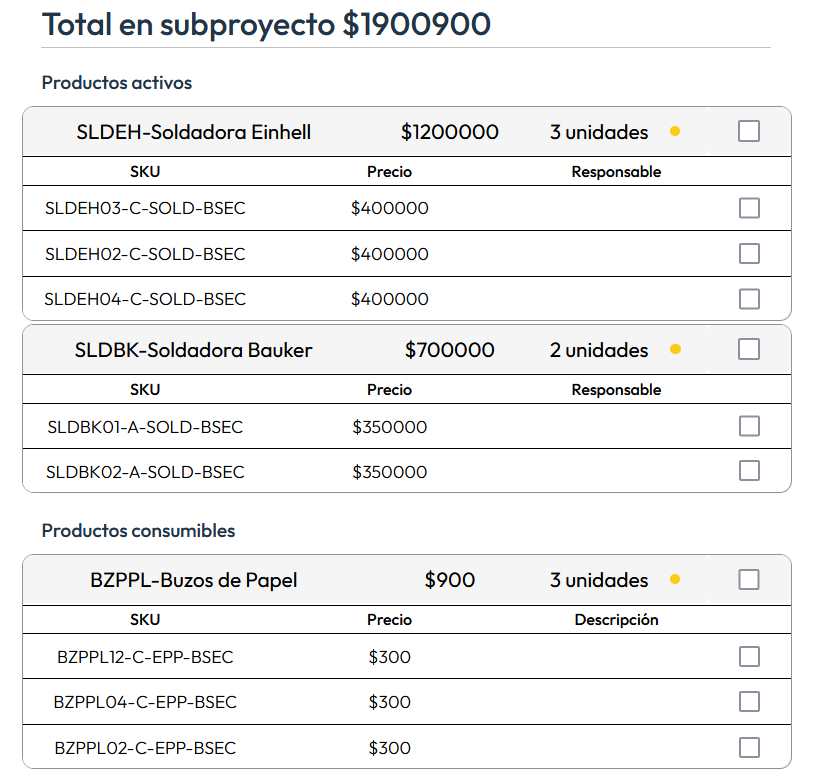 Total en subproyecto $1900900
Productos activos
SLDEH-Soldadora Einhell $1200000 3 unidades
SKU Precio Responsable
SLDEH03-C-SOLD-BSEC $400000
SLDEH02-C-SOLD-BSEC $400000
SLDEH04-C-SOLD-BSEC $400000
SLDBK-Soldadora Bauker $700000 2 unidades
SKU Precio Responsable
SLDBK01-A-SOLD-BSEC $350000
SLDBK02-A-SOLD-BSEC $350000
Productos consumibles
BZPPL-Buzos de Papel $900 3 unidades
SKU Precio Descripción
BZPPL12-C-EPP-BSEC $300
BZPPL04-C-EPP-BSEC $300
BZPPL02-C-EPP-BSEC $300